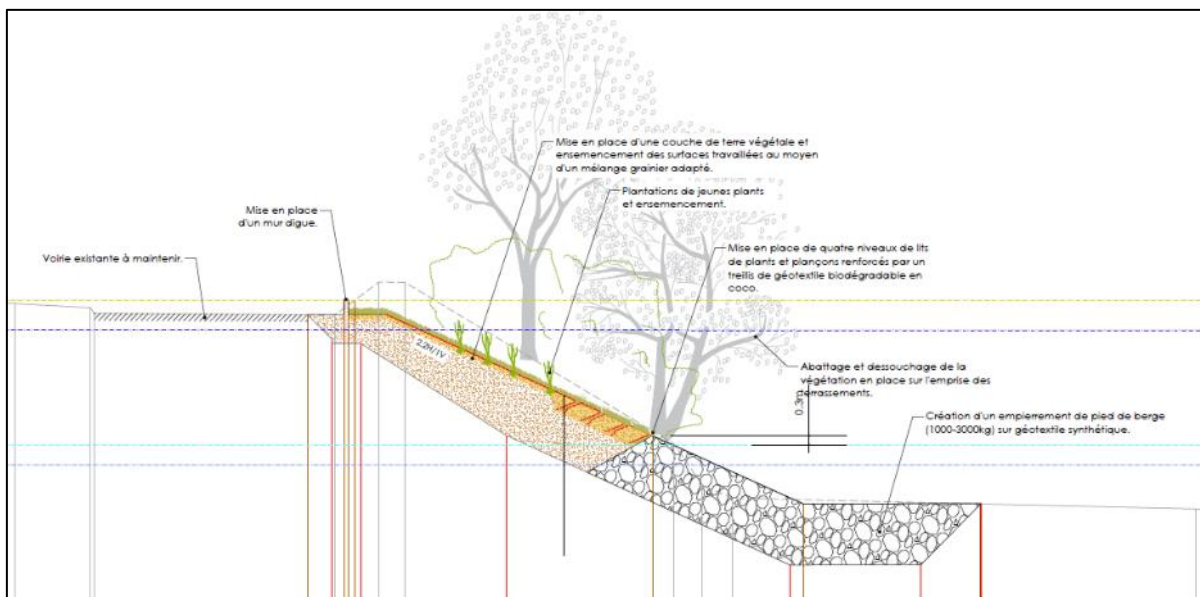 Mise en place d'une couche de terre végétale et
ensemencement des surfaces travaillées au moyen
d'un mélange grainier adapté.
Plantations de jeunes plants
et ensemencement.
Mise en place
d'un mur digue.
Mise en place de quatre niveaux de lits
de plants et plançons renforcés par un
treillis de géotextile biodégradable en
coco.
Voirie existante à maintenir.
2.2H/1V
Abattage et dessouchage de la
végétation en place sur l'emprise des
terrassements.
0.3m
Création d'un empierrement de pied de berge
(1000-3000kg) sur géotextile synthétique.